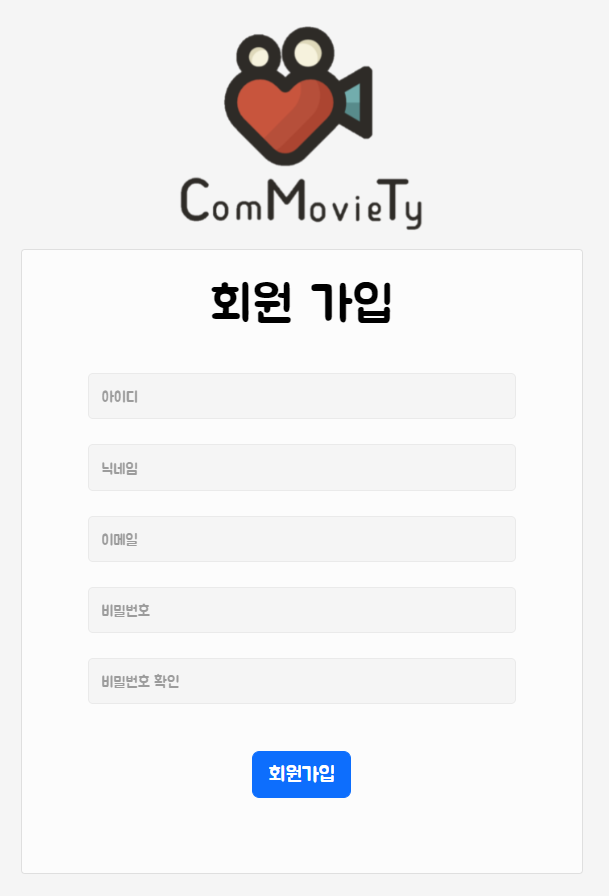 ComMovieTy
회원 가입
아이디
닉네임
이메일
비밀번호
비밀번호 확인
회원가입